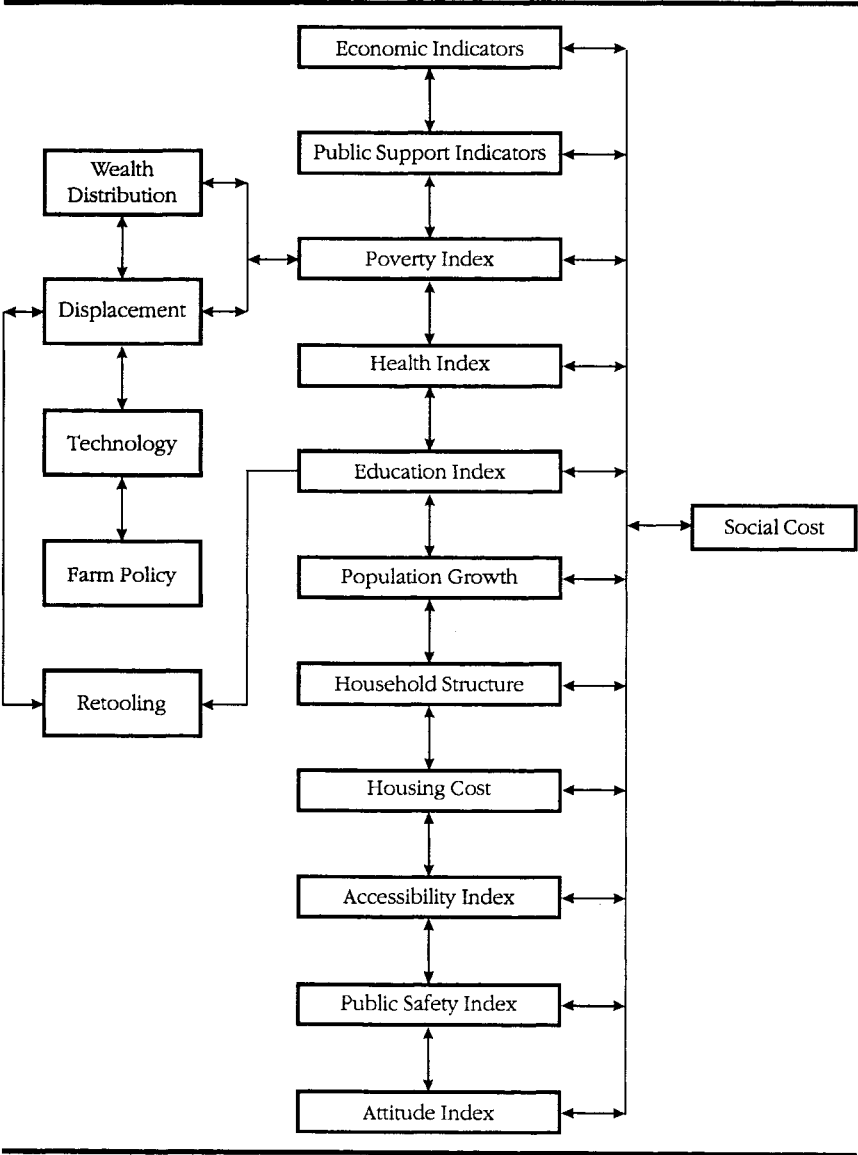 Economic Indicators
Public Support Indicators
Wealth
Distribution
Poverty Index
Displacement
Health Index
Technology
Education Index
Social Cost
Farm Policy
Population Growth
Retooling
Household Structure
Housing Cost
Accessibility Index
Public Safety Index
Attitude Index